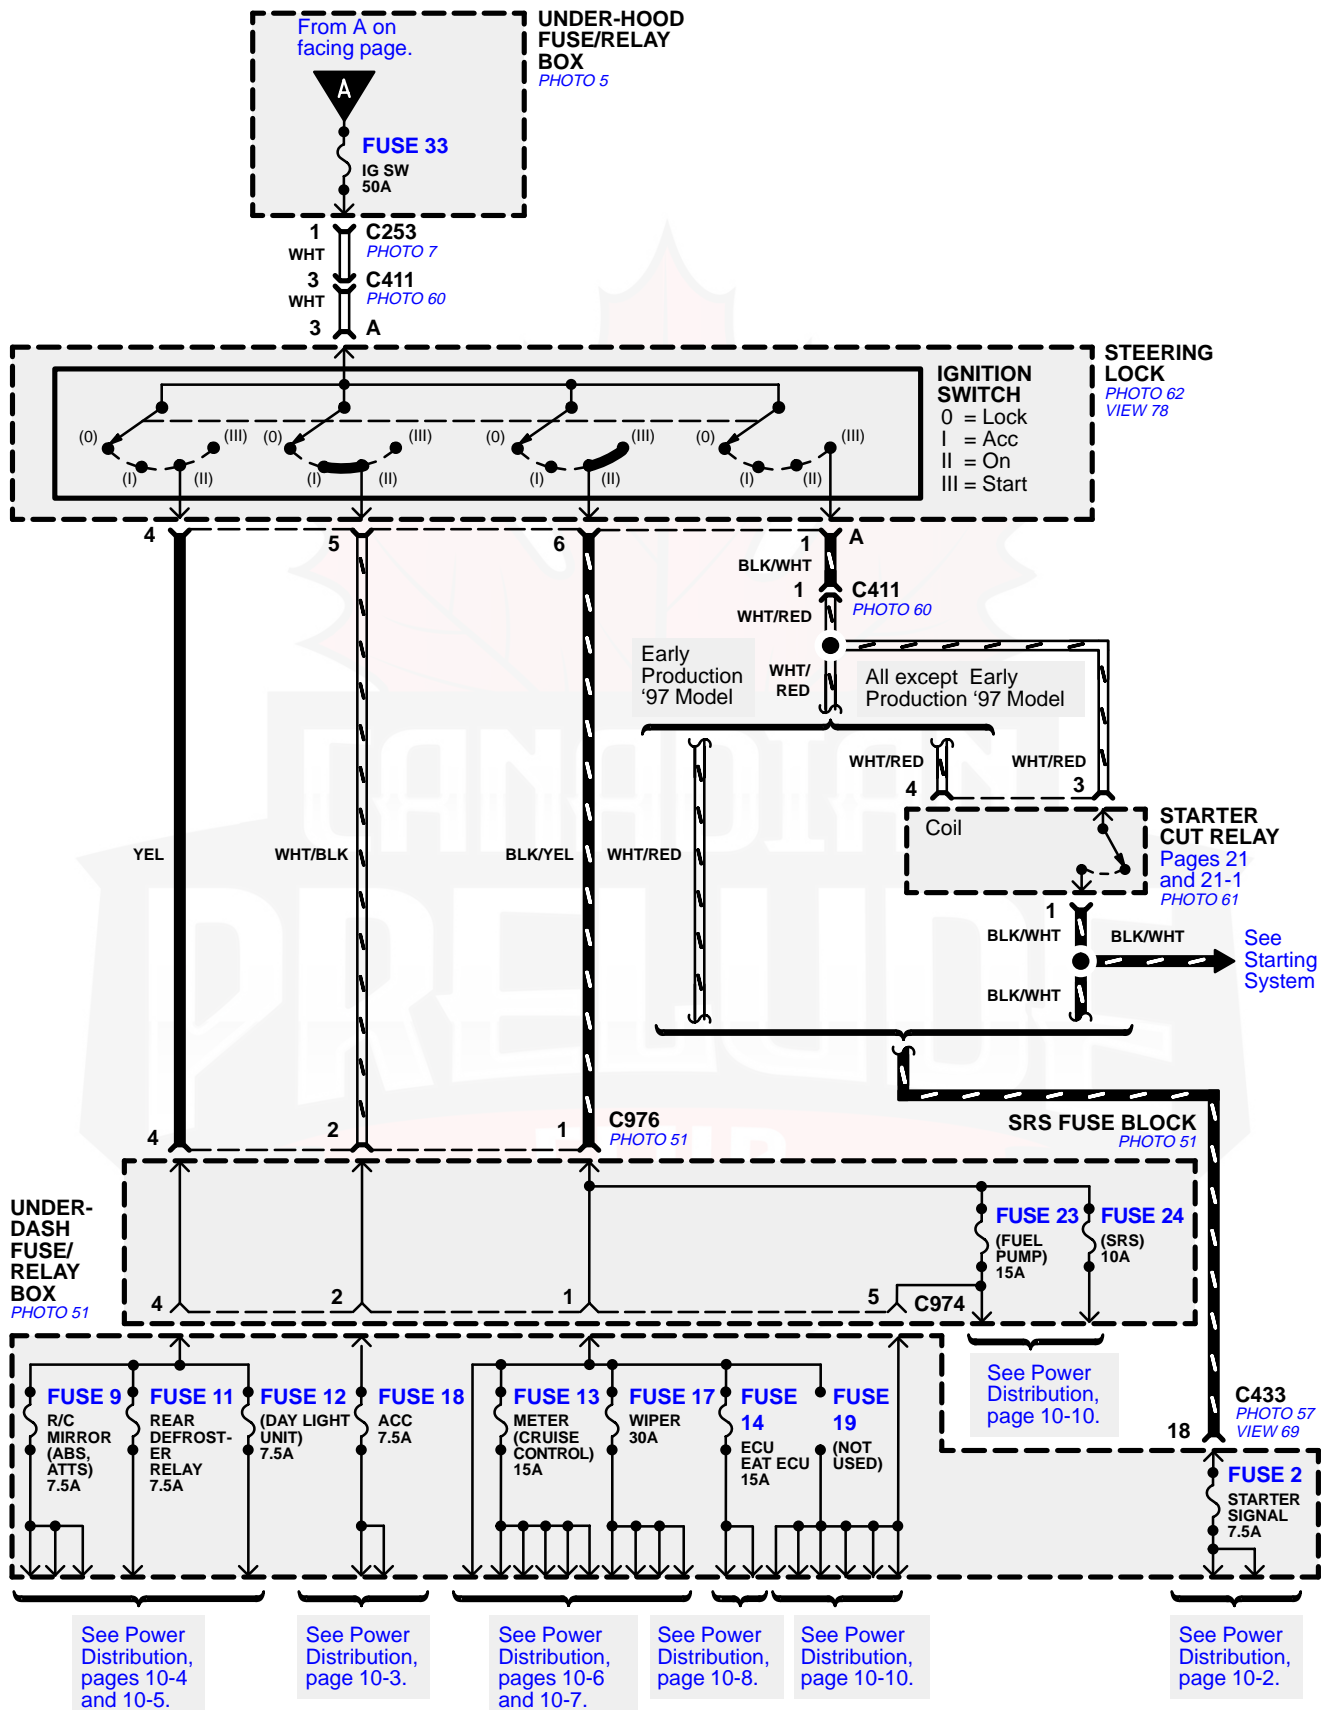 From A on
facing page.
UNDER-HOOD
FUSE/RELAY
BOX
PHOTO 5
A
FUSE 33
IG SW
50A
1
C253
WHT
PHOTO 7
3
C411
WHT
PHOTO 60
3
A
STEERING
LOCK
PHOTO 62
VIEW 78
IGNITION
SWITCH
0 = Lock
I = Acc
II = On
III = Start
(0)
(I)
(II)
(III)
(0)
(I)
(II)
(III)
(0)
(I)
(II)
(III)
(0)
(I)
(II)
(III)
4
5
6
1
A
BLK/WHT
1
C411
PHOTO 60
WHT/RED
Early
Production
‘97 Model
WHT/
RED
All except Early
Production ‘97 Model
WHT/RED
WHT/RED
4
3
Coil
STARTER
CUT RELAY
Pages 21
and 21-1
PHOTO 61
YEL
WHT/BLK
BLK/YEL
WHT/RED
1
BLK/WHT
BLK/WHT
See
Starting
System
BLK/WHT
CANADIAN
PRELUDE
4
2
1
C976
PHOTO 51
SRS FUSE BLOCK
PHOTO 51
UNDER-
DASH
FUSE/
RELAY
BOX
PHOTO 51
FUSE 23
(FUEL
PUMP)
15A
FUSE 24
(SRS)
10A
4
2
1
5
C974
See Power
Distribution,
page 10-10.
C433
PHOTO 57
VIEW 69
18
FUSE 9
R/C
MIRROR
(ABS,
ATTS)
7.5A
FUSE 11
REAR
DEFROST-
ER
RELAY
7.5A
FUSE 12
(DAY LIGHT
UNIT)
7.5A
FUSE 18
ACC
7.5A
FUSE 13
METER
(CRUISE
CONTROL)
15A
FUSE 17
WIPER
30A
FUSE
14
ECU
EAT ECU
15A
FUSE
19
(NOT
USED)
FUSE 2
STARTER
SIGNAL
7.5A
See Power
Distribution,
pages 10-4
and 10-5.
See Power
Distribution,
page 10-3.
See Power
Distribution,
pages 10-6
and 10-7.
See Power
Distribution,
page 10-8.
See Power
Distribution,
page 10-10.
See Power
Distribution,
page 10-2.